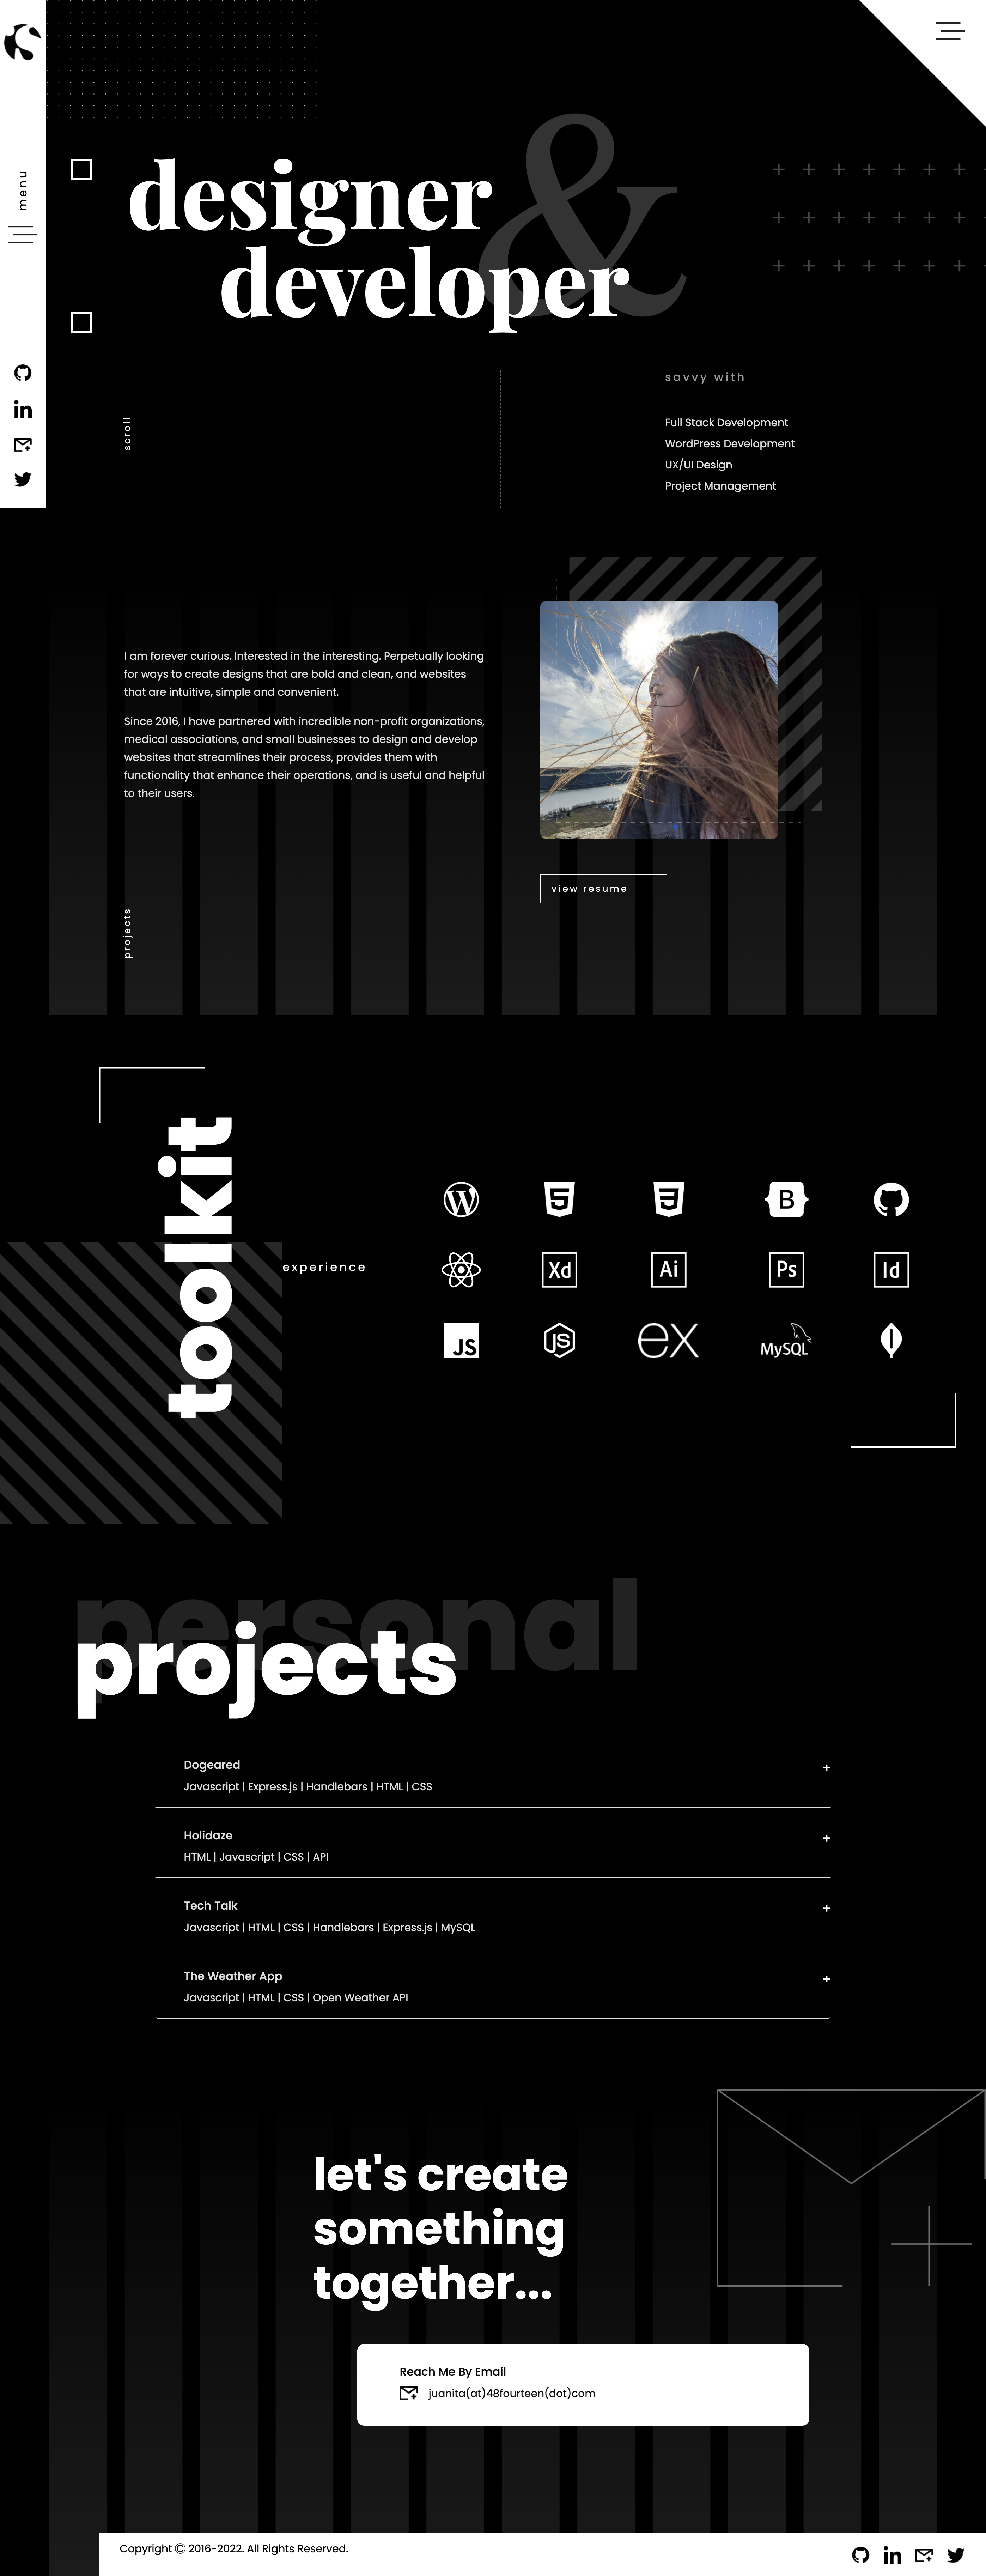 menu
&
designer
developer
savvy with
Full Stack Development
WordPress Development
UX/UI Design
Project Management
scroll
I am forever curious. Interested in the interesting. Perpetually looking
for ways to create designs that are bold and clean, and websites
that are intuitive, simple and convenient.
Since 2016, I have partnered with incredible non-profit organizations,
medical associations, and small businesses to design and develop
websites that streamlines their process, provides them with
functionality that enhance their operations, and is useful and helpful
to their users.
view resume
projects
toolkit
experience
W 5 3 B
Xd Ai Ps Id
JS JS ex MySQL
personal
projects
Dogeared
Javascript | Express.js | Handlebars | HTML | CSS
Holidaze
HTML | Javascript | CSS | API
Tech Talk
Javascript | HTML | CSS | Handlebars | Express.js | MySQL
The Weather App
Javascript | HTML | CSS | Open Weather API
let's create
something
together...
Reach Me By Email
juanita(at)48fourteen(dot)com
Copyright © 2016-2022. All Rights Reserved.